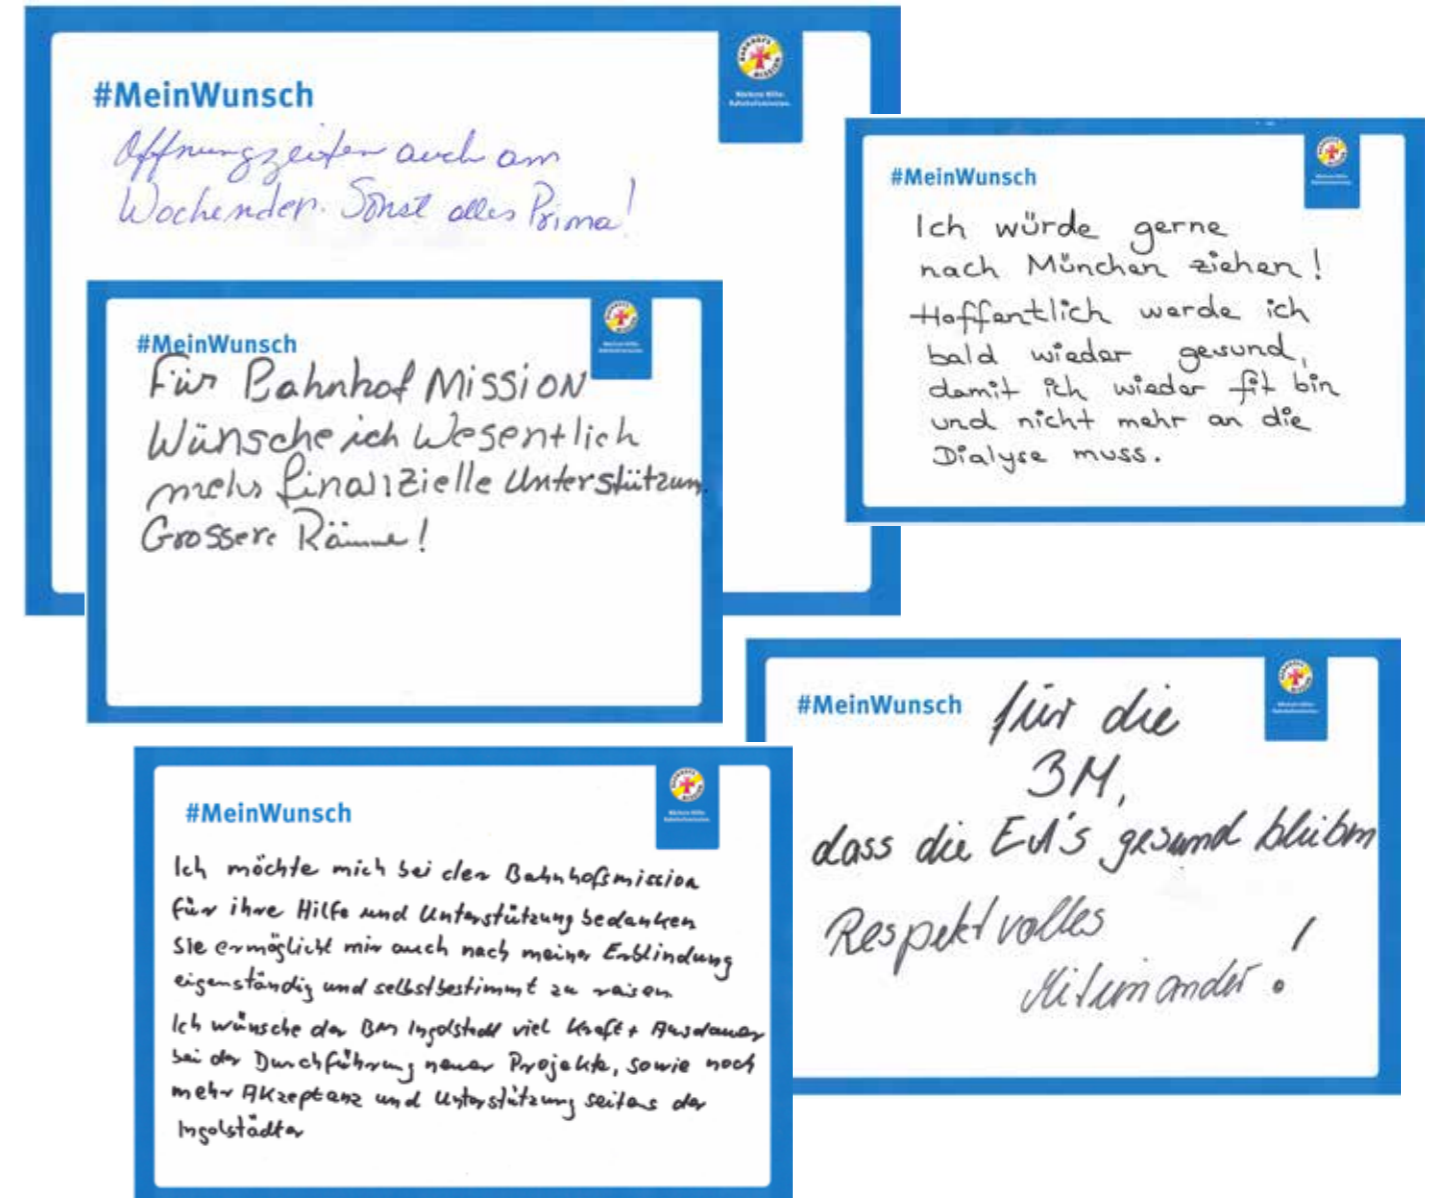 #MeinWunsch
Öffnungzeiten auch am
Wochenden. Sonst alles Prima!
#MeinWunsch
Ich würde gerne
nach München ziehen!
Hoffentlich werde ich
bald wieder gesund,
damit ich wieder fit bin
und nicht mehr an die
Dialyse muss.
#MeinWunsch
Für Bahnhof MISSION
Wünsche ich Wesentlich
mehr finanzielle Unterstützun
Grossere Räume!
#MeinWunsch
für die
BM,
dass die EA's gesund bleiben
Respektvolles
Miteinander!
#MeinWunsch
Ich möchte mich bei der Bahnhofsmission
für ihre Hilfe und Unterstützung bedanken
Sie ermöglicht mir auch nach meiner Erblindung
eigenständig und selbstbestimmt zu reisen
Ich wünsche der BM Ingolstadt viel Kraft + Ausdauer
bei der Durchführung neuer Projekte, sowie noch
mehr Akzeptanz und Unterstützung seitens der
Ingolstädter